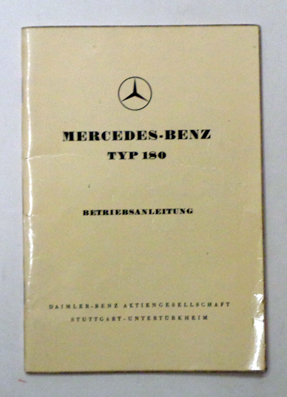 MERCEDES-BENZ
TYP 180
BETRIEBSANLEITUNG
DAIMLER-BENZ AKTIENGESELLSCHAFT
STUTTGART-UNTERTÜRKHEIM